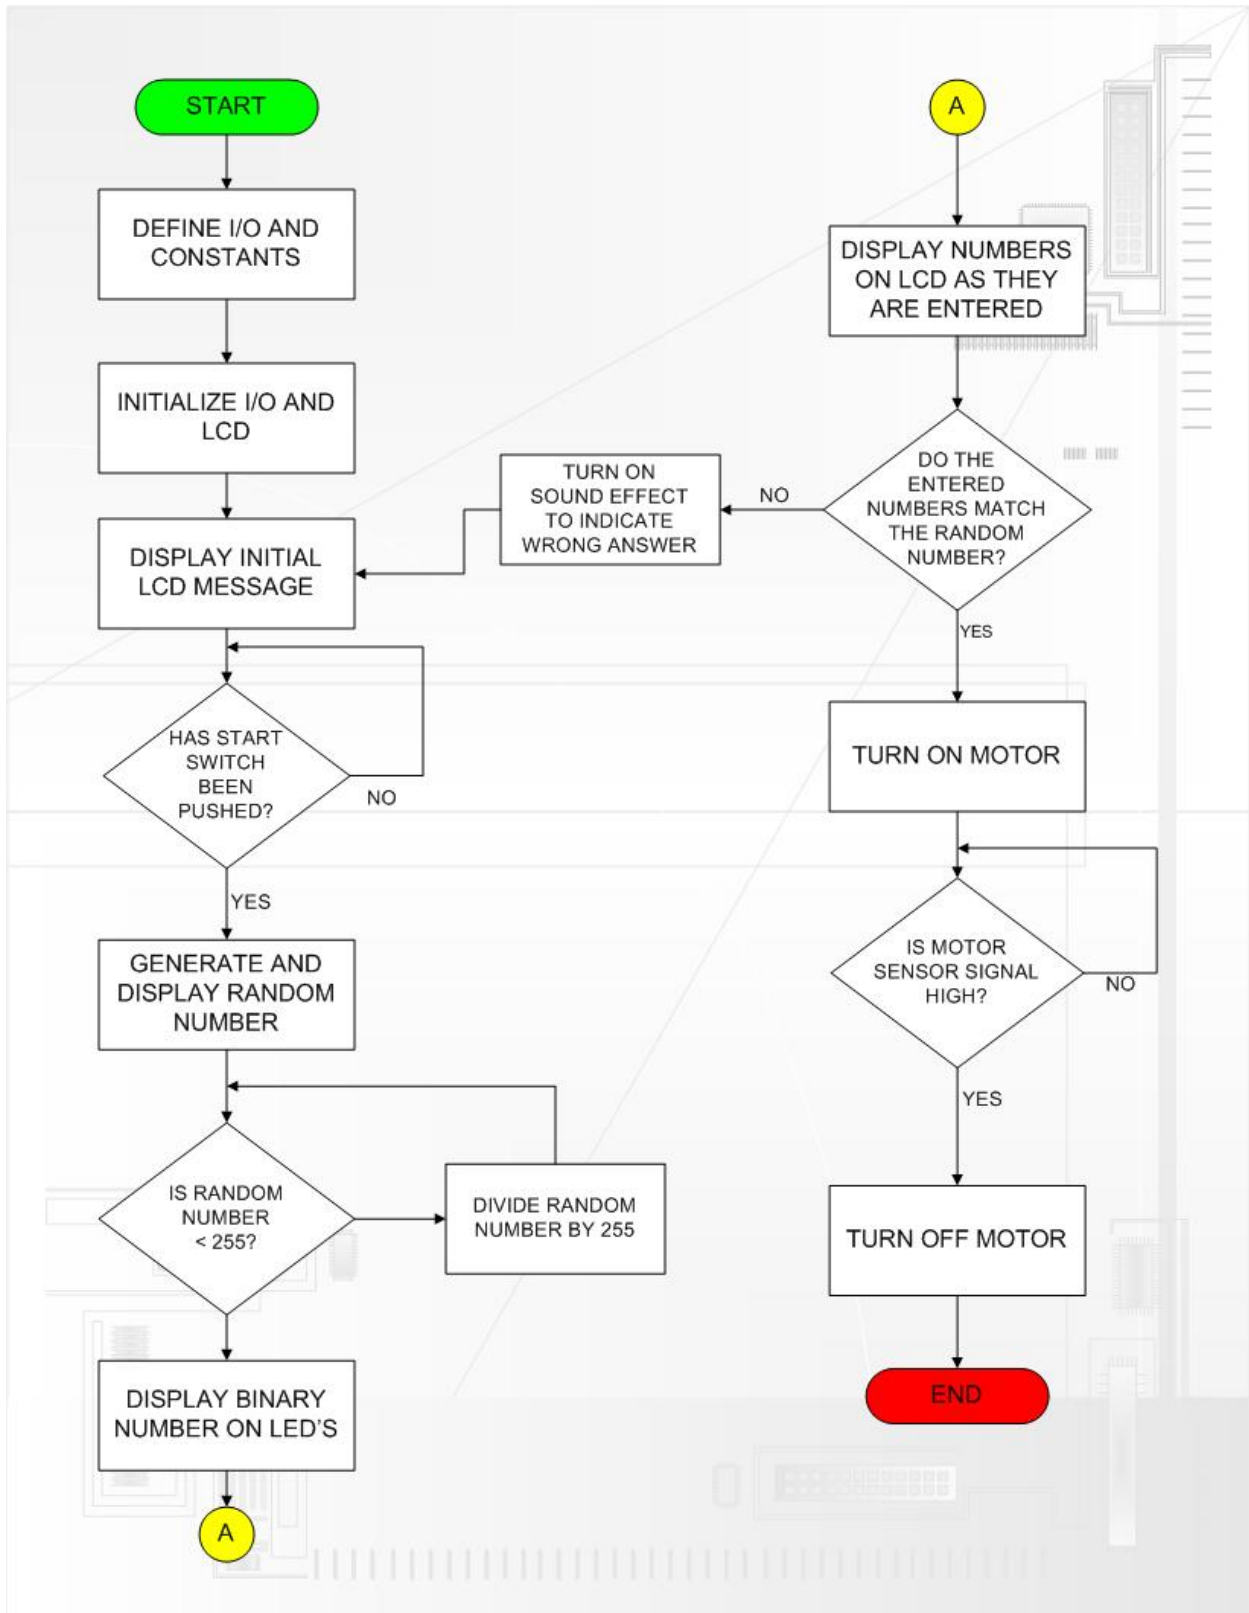 START
DEFINE I/O AND
CONSTANTS
INITIALIZE I/O AND
LCD
DISPLAY INITIAL
LCD MESSAGE
HAS START
SWITCH
BEEN
PUSHED?
NO
YES
GENERATE AND
DISPLAY RANDOM
NUMBER
IS RANDOM
NUMBER
< 255?
DIVIDE RANDOM
NUMBER BY 255
DISPLAY BINARY
NUMBER ON LED'S
A
A
DISPLAY NUMBERS
ON LCD AS THEY
ARE ENTERED
DO THE
ENTERED
NUMBERS MATCH
THE RANDOM
NUMBER?
NO
TURN ON
SOUND EFFECT
TO INDICATE
WRONG ANSWER
YES
TURN ON MOTOR
IS MOTOR
SENSOR SIGNAL
HIGH?
NO
YES
TURN OFF MOTOR
END